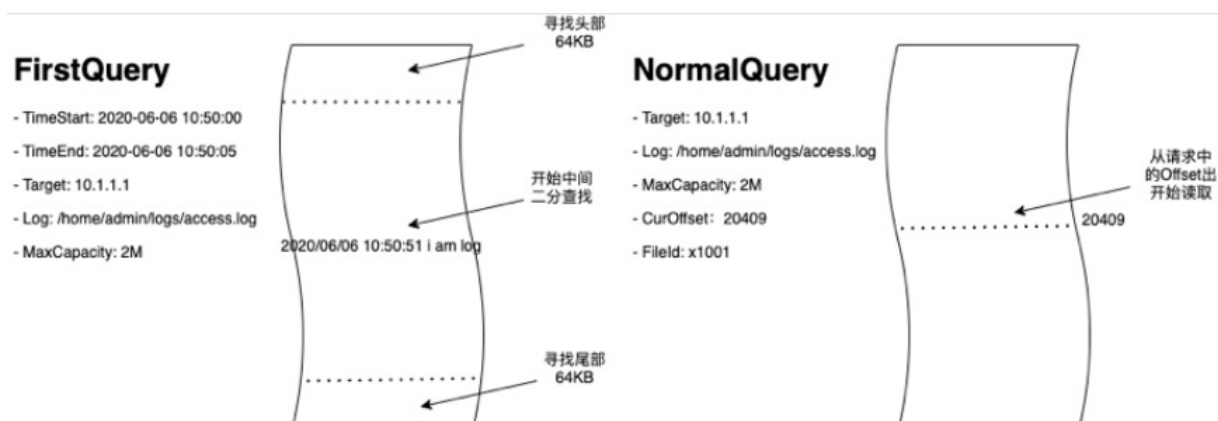 寻找头部
64KB
FirstQuery
- TimeStart: 2020-06-06 10:50:00
- TimeEnd: 2020-06-06 10:50:05
- Target: 10.1.1.1
- Log: /home/admin/logs/access.log
- MaxCapacity: 2M
开始中间
二分查找
2020/06/06 10:50:51 i am log
寻找尾部
64KB
NormalQuery
- Target: 10.1.1.1
- Log: /home/admin/logs/access.log
- MaxCapacity: 2M
- CurOffset：20409
- FileId: x1001
从请求中
的Offset出
开始读取
20409